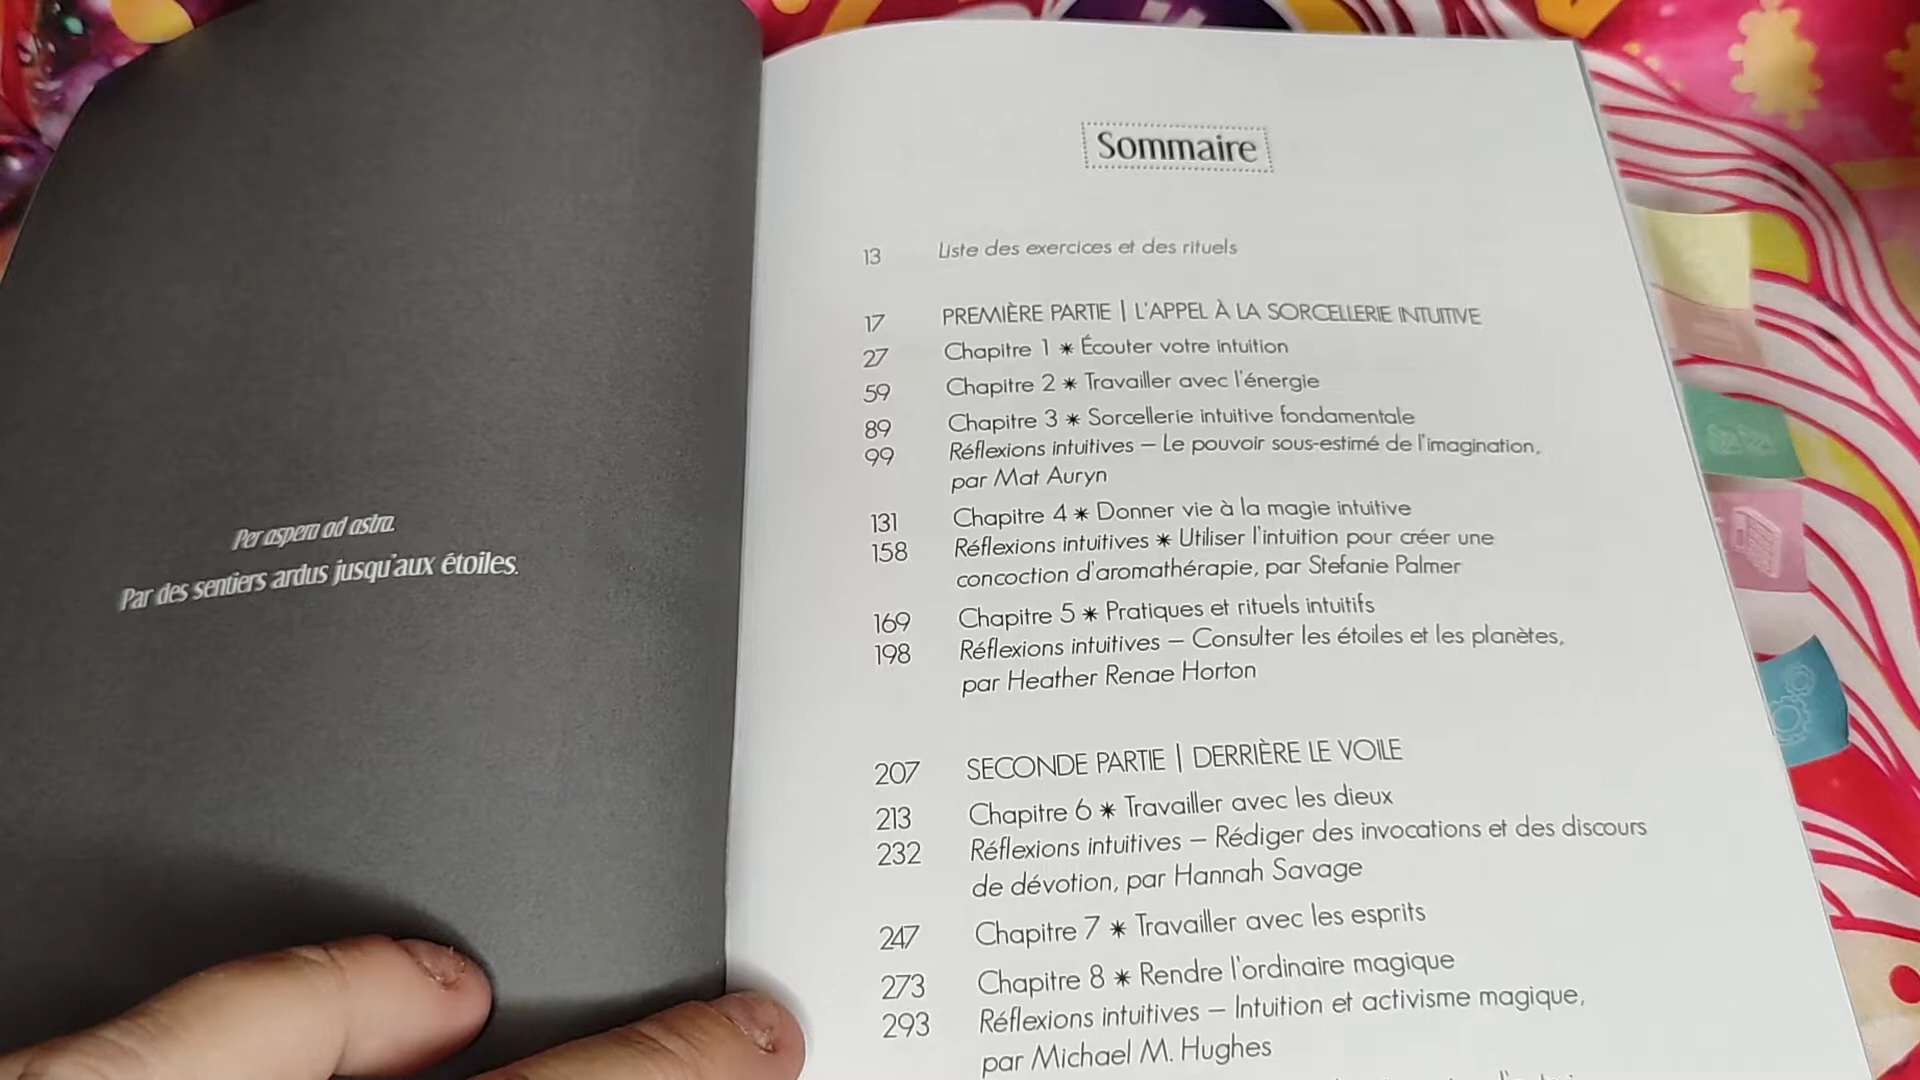 Per aspera ad astra.
Par des sentiers ardus jusqu'aux étoiles.
Sommaire
13 Liste des exercices et des rituels
17 PREMIÈRE PARTIE | L'APPEL À LA SORCELLERIE INTUITIVE
27 Chapitre 1 ✴ Écouter votre intuition
59 Chapitre 2 ✴ Travailler avec l'énergie
89 Chapitre 3 ✴ Sorcellerie intuitive fondamentale
99 Réflexions intuitives – Le pouvoir sous-estimé de l'imagination,
par Mat Auryn
131 Chapitre 4 ✴ Donner vie à la magie intuitive
158 Réflexions intuitives ✴ Utiliser l'intuition pour créer une
concoction d'aromathérapie, par Stefanie Palmer
169 Chapitre 5 ✴ Pratiques et rituels intuitifs
198 Réflexions intuitives – Consulter les étoiles et les planètes,
par Heather Renae Horton
207 SECONDE PARTIE | DERRIÈRE LE VOILE
213 Chapitre 6 ✴ Travailler avec les dieux
232 Réflexions intuitives – Rédiger des invocations et des discours
de dévotion, par Hannah Savage
247 Chapitre 7 ✴ Travailler avec les esprits
273 Chapitre 8 ✴ Rendre l'ordinaire magique
293 Réflexions intuitives – Intuition et activisme magique,
par Michael M. Hughes